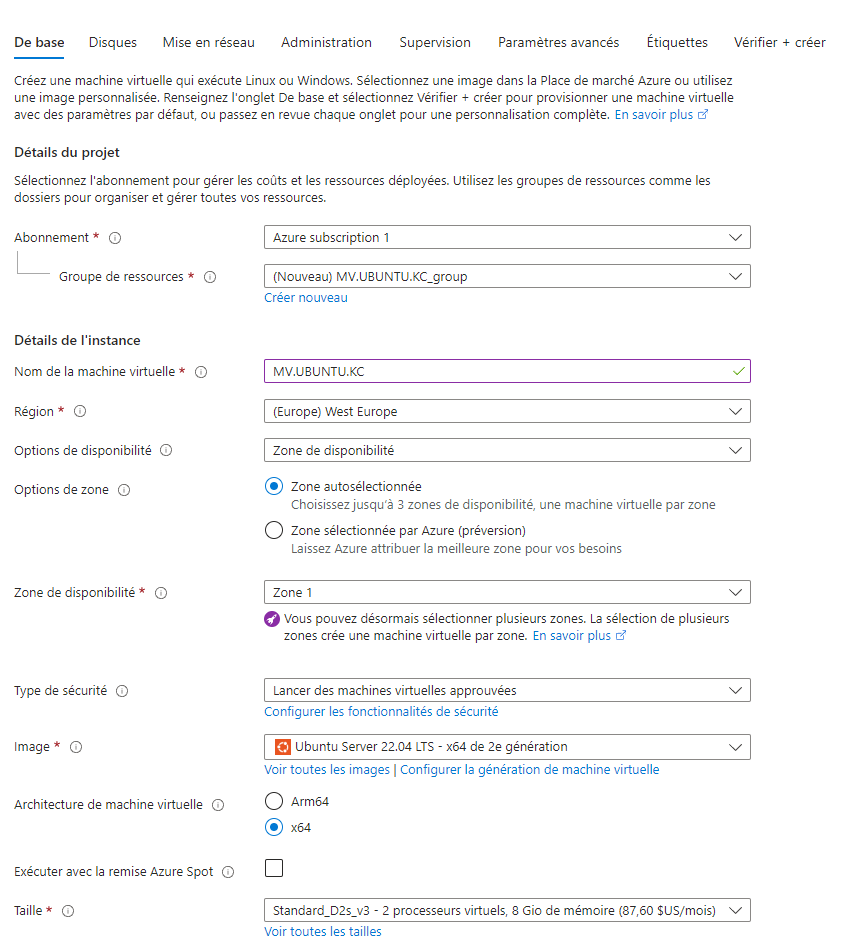 De base Disques Mise en réseau Administration Supervision Paramètres avancés Étiquettes Vérifier + créer
Créez une machine virtuelle qui exécute Linux ou Windows. Sélectionnez une image dans la Place de marché Azure ou utilisez
une image personnalisée. Renseignez l'onglet De base et sélectionnez Vérifier + créer pour provisionner une machine virtuelle
avec des paramètres par défaut, ou passez en revue chaque onglet pour une personnalisation complète. En savoir plus
Détails du projet
Sélectionnez l'abonnement pour gérer les coûts et les ressources déployées. Utilisez les groupes de ressources comme les
dossiers pour organiser et gérer toutes vos ressources.
Abonnement * Azure subscription 1
Groupe de ressources * (Nouveau) MV.UBUNTU.KC_group
Créer nouveau
Détails de l'instance
Nom de la machine virtuelle * MV.UBUNTU.KC
Région * (Europe) West Europe
Options de disponibilité Zone de disponibilité
Options de zone Zone autosélectionnée
Choisissez jusqu'à 3 zones de disponibilité, une machine virtuelle par zone
Zone sélectionnée par Azure (préversion)
Laissez Azure attribuer la meilleure zone pour vos besoins
Zone de disponibilité * Zone 1
Vous pouvez désormais sélectionner plusieurs zones. La sélection de plusieurs
zones crée une machine virtuelle par zone. En savoir plus
Type de sécurité Lancer des machines virtuelles approuvées
Configurer les fonctionnalités de sécurité
Image * Ubuntu Server 22.04 LTS - x64 de 2e génération
Voir toutes les images | Configurer la génération de machine virtuelle
Architecture de machine virtuelle Arm64
x64
Exécuter avec la remise Azure Spot
Taille * Standard_D2s_v3 - 2 processeurs virtuels, 8 Gio de mémoire (87,60 $US/mois)
Voir toutes les tailles